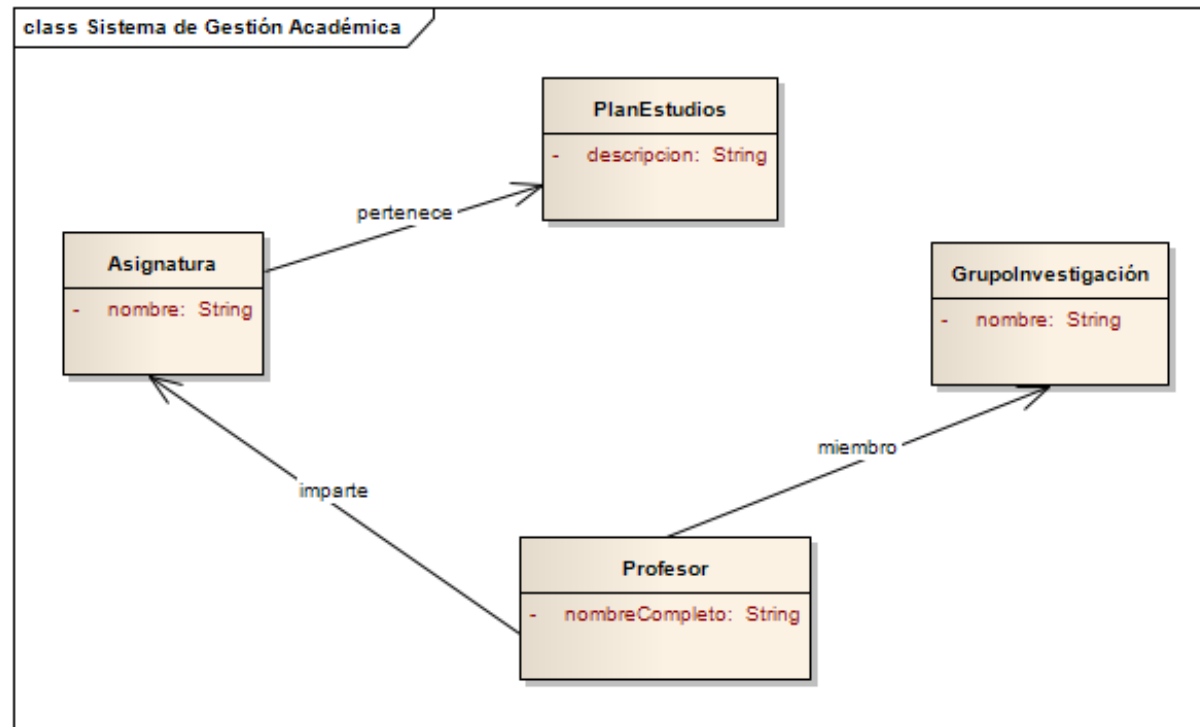 class Sistema de Gestión Académica
PlanEstudios
- descripcion: String
pertenece
Asignatura
- nombre: String
GrupoInvestigación
- nombre: String
miembro
imparte
Profesor
- nombreCompleto: String